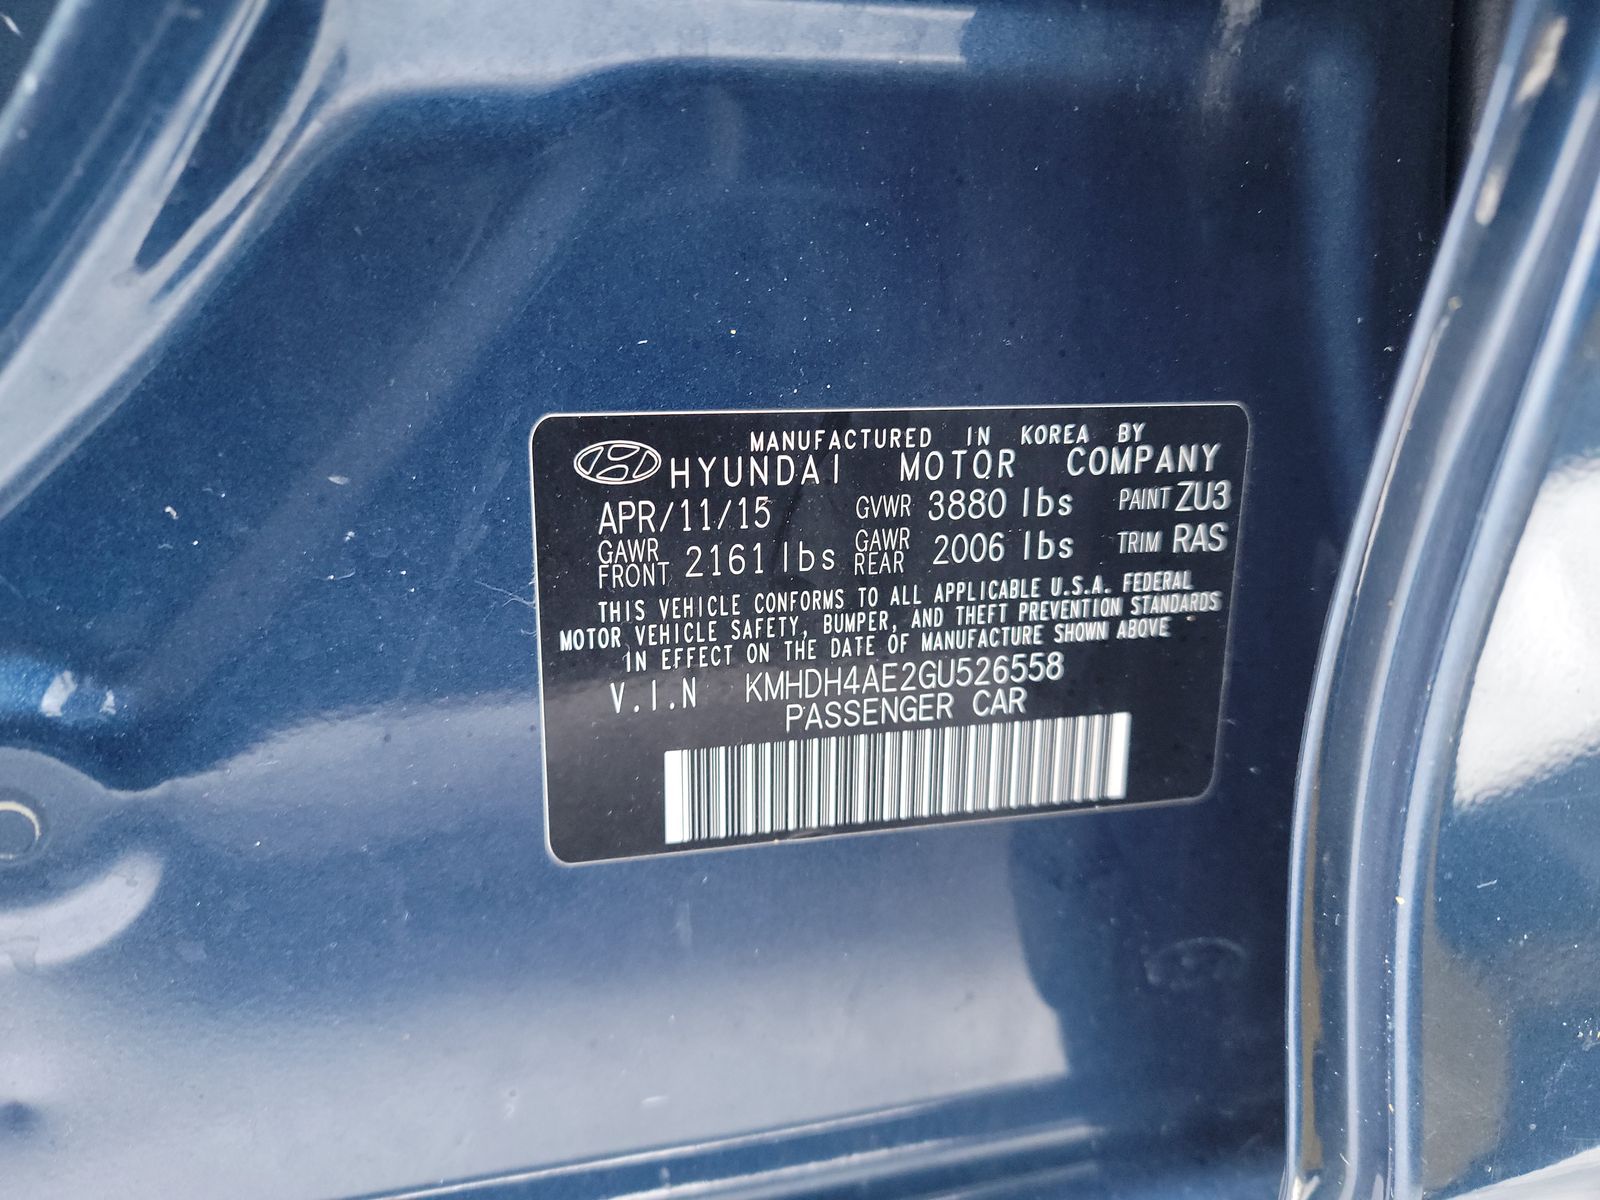 MANUFACTURED IN KOREA BY
HYUNDAI MOTOR COMPANY
APR/11/15 GVWR 3880 lbs PAINT ZU3
GAWR FRONT 2161 lbs GAWR REAR 2006 lbs TRIM RAS
THIS VEHICLE CONFORMS TO ALL APPLICABLE U.S.A. FEDERAL
MOTOR VEHICLE SAFETY, BUMPER, AND THEFT PREVENTION STANDARDS
IN EFFECT ON THE DATE OF MANUFACTURE SHOWN ABOVE
V.I.N KMHDH4AE2GU526558
PASSENGER CAR